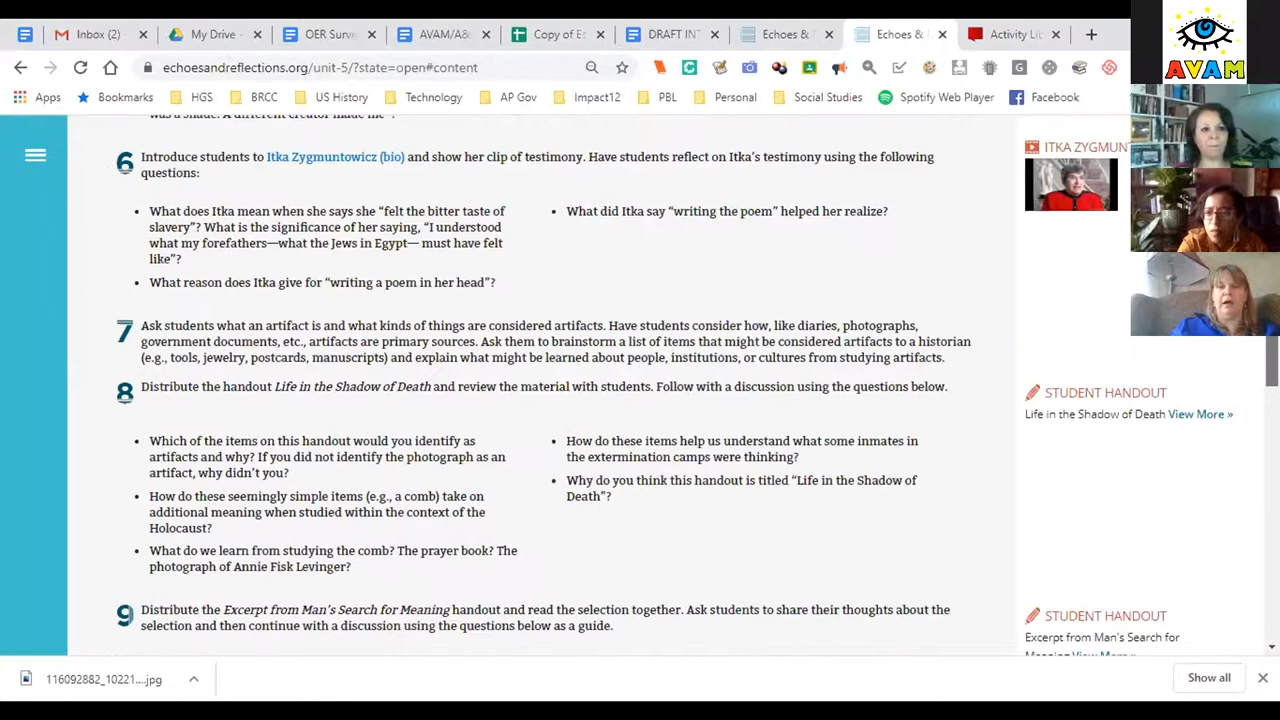 Inbox (2)
My Drive -
OER Surv
AVAM/A&
Copy of E
DRAFT IN
Echoes &
Echoes &
Activity Li
echoesandreflections.org/unit-5/?state=open#content
Apps
Bookmarks
HGS
BRCC
US History
Technology
AP Gov
Impact12
PBL
Personal
Social Studies
Spotify Web Player
Facebook
AVAM
was a shade. A different creator made me”.
6
Introduce students to Itka Zygmuntowicz (bio) and show her clip of testimony. Have students reflect on Itka’s testimony using the following
questions:
• What does Itka mean when she says she “felt the bitter taste of
slavery”? What is the significance of her saying, “I understood
what my forefathers—what the Jews in Egypt— must have felt
like”?
• What reason does Itka give for “writing a poem in her head”?
• What did Itka say “writing the poem” helped her realize?
7
Ask students what an artifact is and what kinds of things are considered artifacts. Have students consider how, like diaries, photographs,
government documents, etc., artifacts are primary sources. Ask them to brainstorm a list of items that might be considered artifacts to a historian
(e.g., tools, jewelry, postcards, manuscripts) and explain what might be learned about people, institutions, or cultures from studying artifacts.
8
Distribute the handout Life in the Shadow of Death and review the material with students. Follow with a discussion using the questions below.
• Which of the items on this handout would you identify as
artifacts and why? If you did not identify the photograph as an
artifact, why didn’t you?
• How do these seemingly simple items (e.g., a comb) take on
additional meaning when studied within the context of the
Holocaust?
• What do we learn from studying the comb? The prayer book? The
photograph of Annie Fisk Levinger?
• How do these items help us understand what some inmates in
the extermination camps were thinking?
• Why do you think this handout is titled “Life in the Shadow of
Death”?
9
Distribute the Excerpt from Man’s Search for Meaning handout and read the selection together. Ask students to share their thoughts about the
selection and then continue with a discussion using the questions below as a guide.
ITKA ZYGMUN
STUDENT HANDOUT
Life in the Shadow of Death View More »
STUDENT HANDOUT
Excerpt from Man's Search for
Meaning View More »
116092882_10221....jpg
Show all